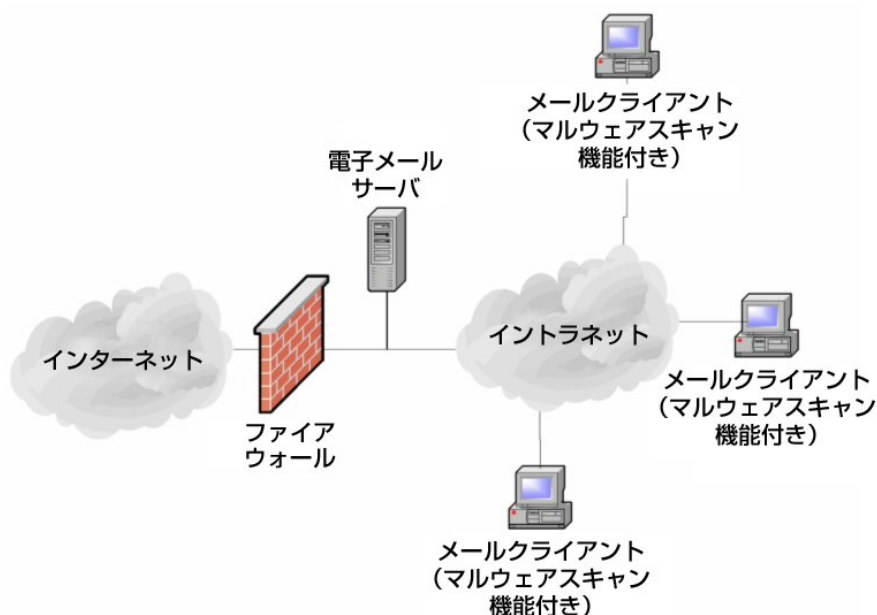 メールクライアント
(マルウェアスキャン
機能付き)
電子メール
サーバ
インターネット
ファイア
ウォール
イントラネット
メールクライアント
(マルウェアスキャン
機能付き)
メールクライアント
(マルウェアスキャン
機能付き)